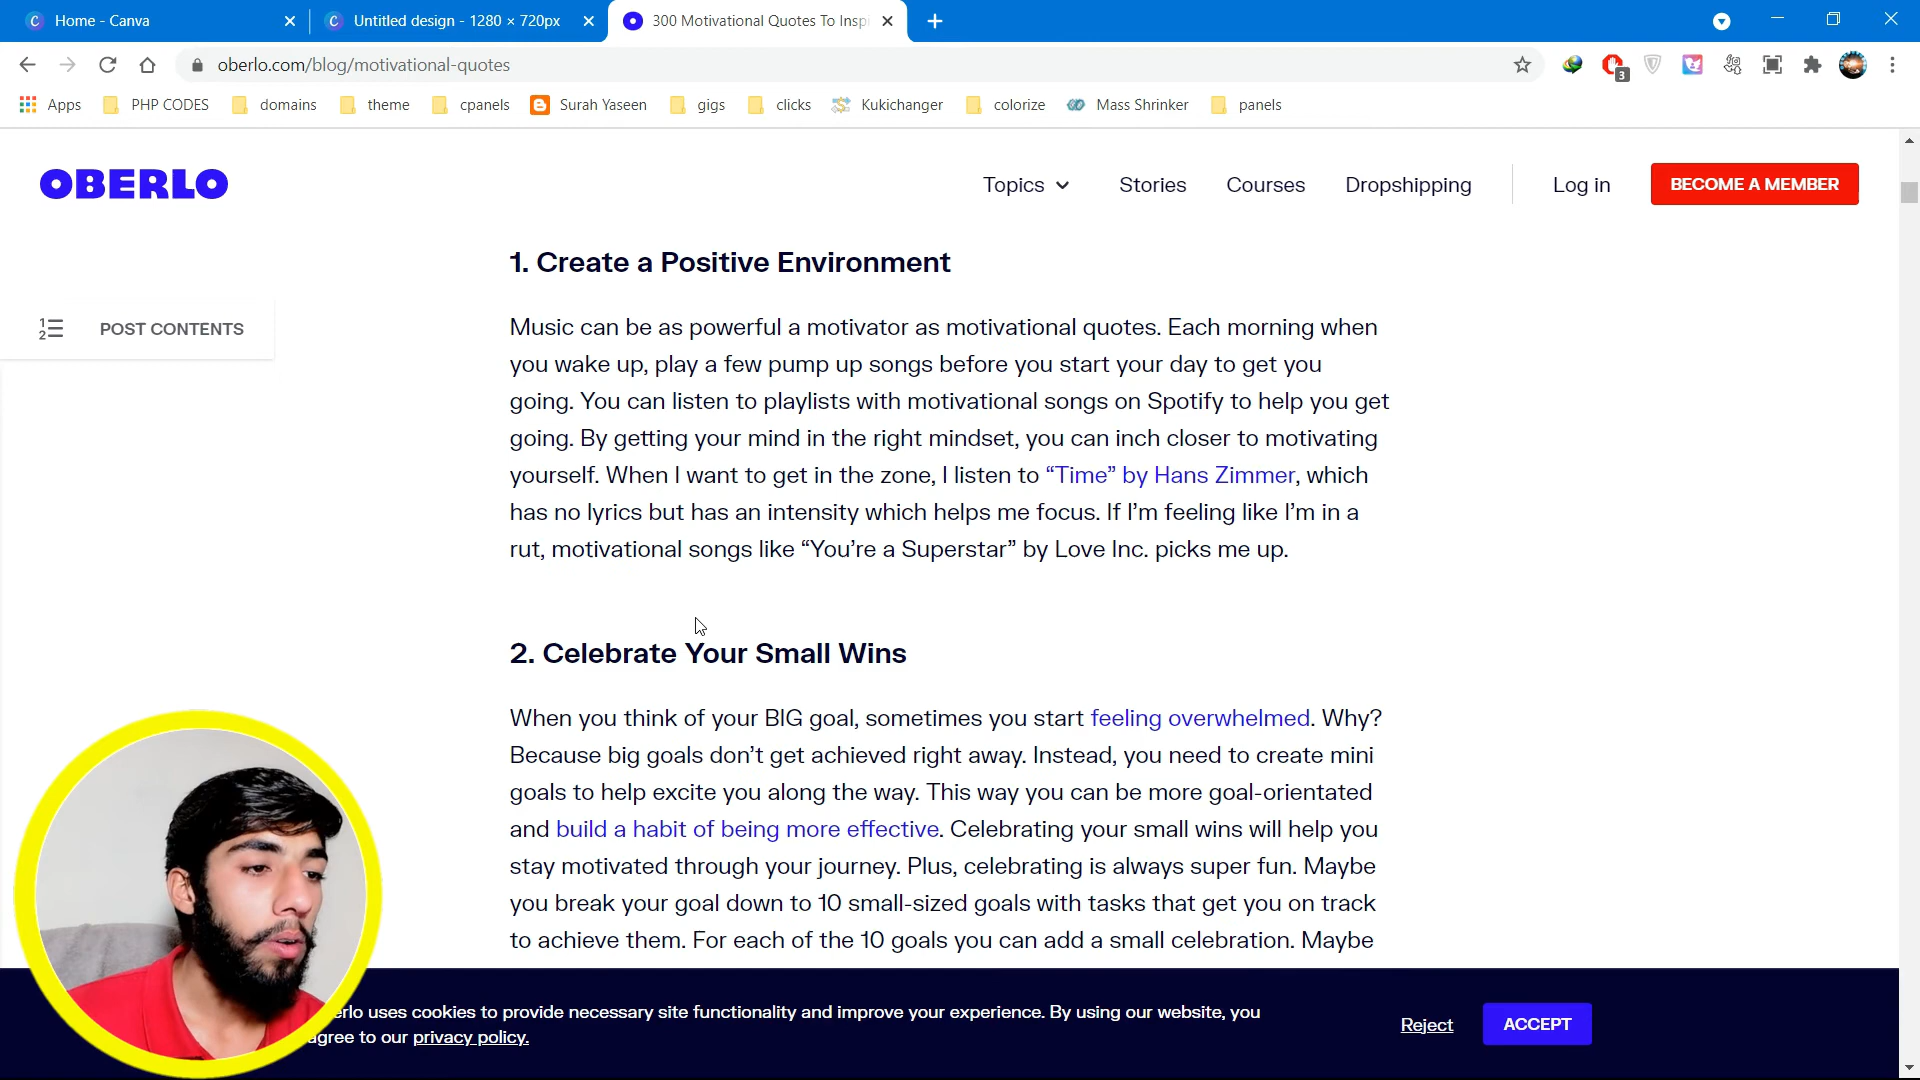 Home - Canva
Untitled design - 1280 × 720px
300 Motivational Quotes To Inspi
oberlo.com/blog/motivational-quotes
3
Apps
PHP CODES
domains
theme
cpanels
Surah Yaseen
gigs
clicks
Kukichanger
colorize
Mass Shrinker
panels
OBERLO
Topics
Stories
Courses
Dropshipping
Log in
BECOME A MEMBER
POST CONTENTS
1. Create a Positive Environment
Music can be as powerful a motivator as motivational quotes. Each morning when
you wake up, play a few pump up songs before you start your day to get you
going. You can listen to playlists with motivational songs on Spotify to help you get
going. By getting your mind in the right mindset, you can inch closer to motivating
yourself. When I want to get in the zone, I listen to “Time” by Hans Zimmer, which
has no lyrics but has an intensity which helps me focus. If I’m feeling like I’m in a
rut, motivational songs like “You’re a Superstar” by Love Inc. picks me up.
2. Celebrate Your Small Wins
When you think of your BIG goal, sometimes you start feeling overwhelmed. Why?
Because big goals don’t get achieved right away. Instead, you need to create mini
goals to help excite you along the way. This way you can be more goal-orientated
and build a habit of being more effective. Celebrating your small wins will help you
stay motivated through your journey. Plus, celebrating is always super fun. Maybe
you break your goal down to 10 small-sized goals with tasks that get you on track
to achieve them. For each of the 10 goals you can add a small celebration. Maybe
uses cookies to provide necessary site functionality and improve your experience. By using our website, you
agree to our privacy policy.
Reject
ACCEPT